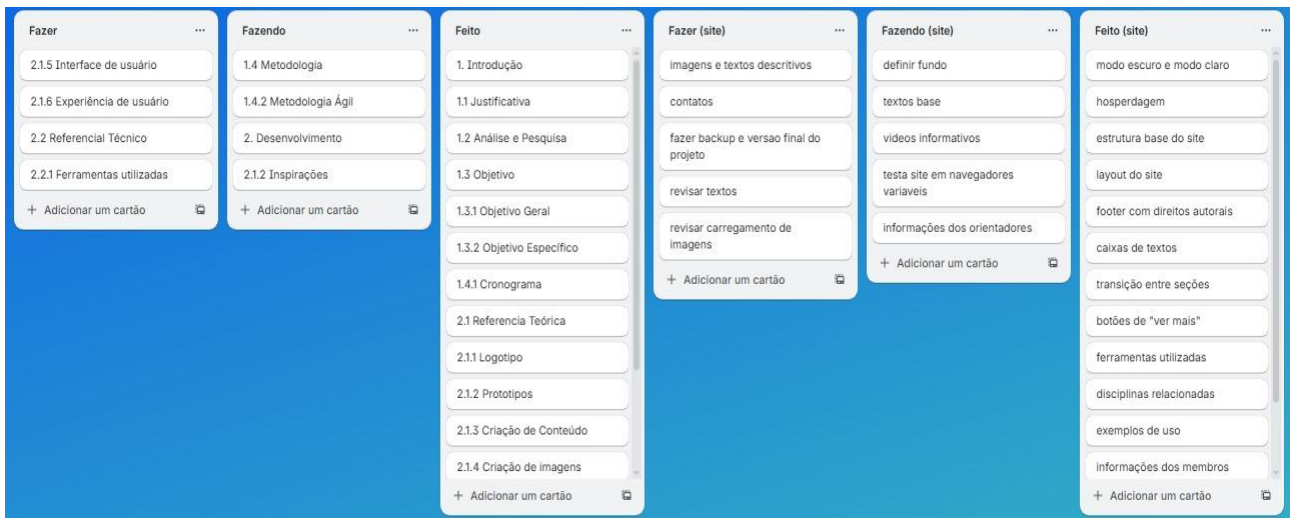 Fazer
2.1.5 Interface de usuário
2.1.6 Experiência de usuário
2.2 Referencial Técnico
2.2.1 Ferramentas utilizadas
+ Adicionar um cartão
Fazendo
1.4 Metodologia
1.4.2 Metodologia Ágil
2. Desenvolvimento
2.1.2 Inspirações
+ Adicionar um cartão
Feito
1. Introdução
1.1 Justificativa
1.2 Análise e Pesquisa
1.3 Objetivo
1.3.1 Objetivo Geral
1.3.2 Objetivo Específico
1.4.1 Cronograma
2.1 Referencia Teórica
2.1.1 Logotipo
2.1.2 Prototipos
2.1.3 Criação de Conteúdo
2.1.4 Criação de imagens
+ Adicionar um cartão
Fazer (site)
imagens e textos descritivos
contatos
fazer backup e versao final do
projeto
revisar textos
revisar carregamento de
imagens
+ Adicionar um cartão
Fazendo (site)
definir fundo
textos base
videos informativos
testa site em navegadores
variaveis
informações dos orientadores
+ Adicionar um cartão
Feito (site)
modo escuro e modo claro
hosperdagem
estrutura base do site
layout do site
footer com direitos autorais
caixas de textos
transição entre seções
botões de "ver mais"
ferramentas utilizadas
disciplinas relacionadas
exemplos de uso
informações dos membros
+ Adicionar um cartão